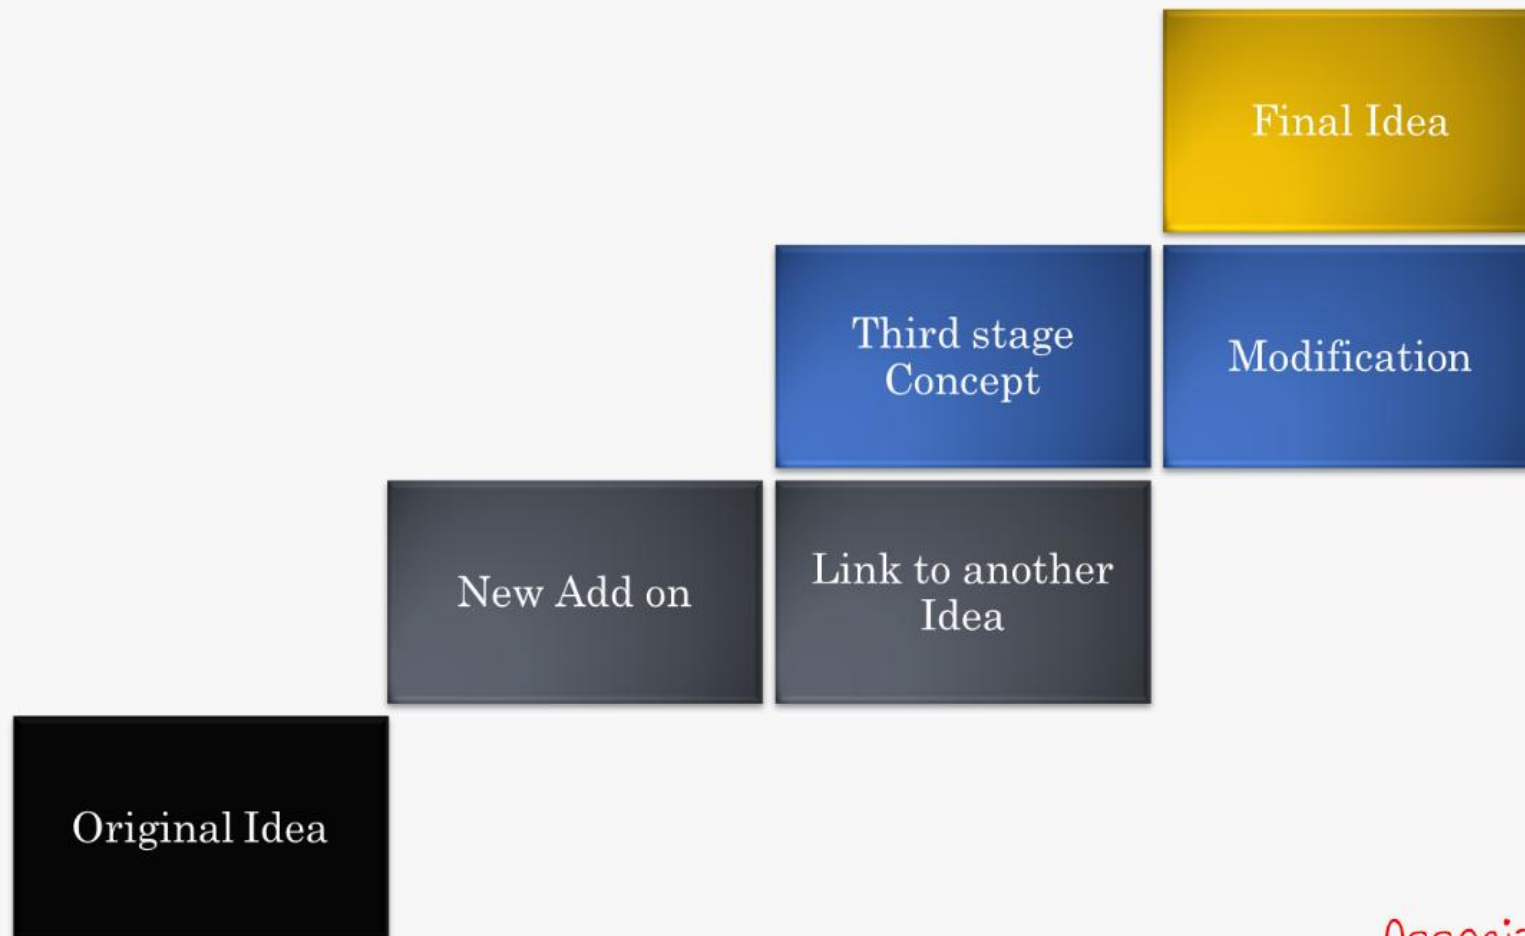 Final Idea
Third stage
Concept
Modification
New Add on
Link to another
Idea
Original Idea